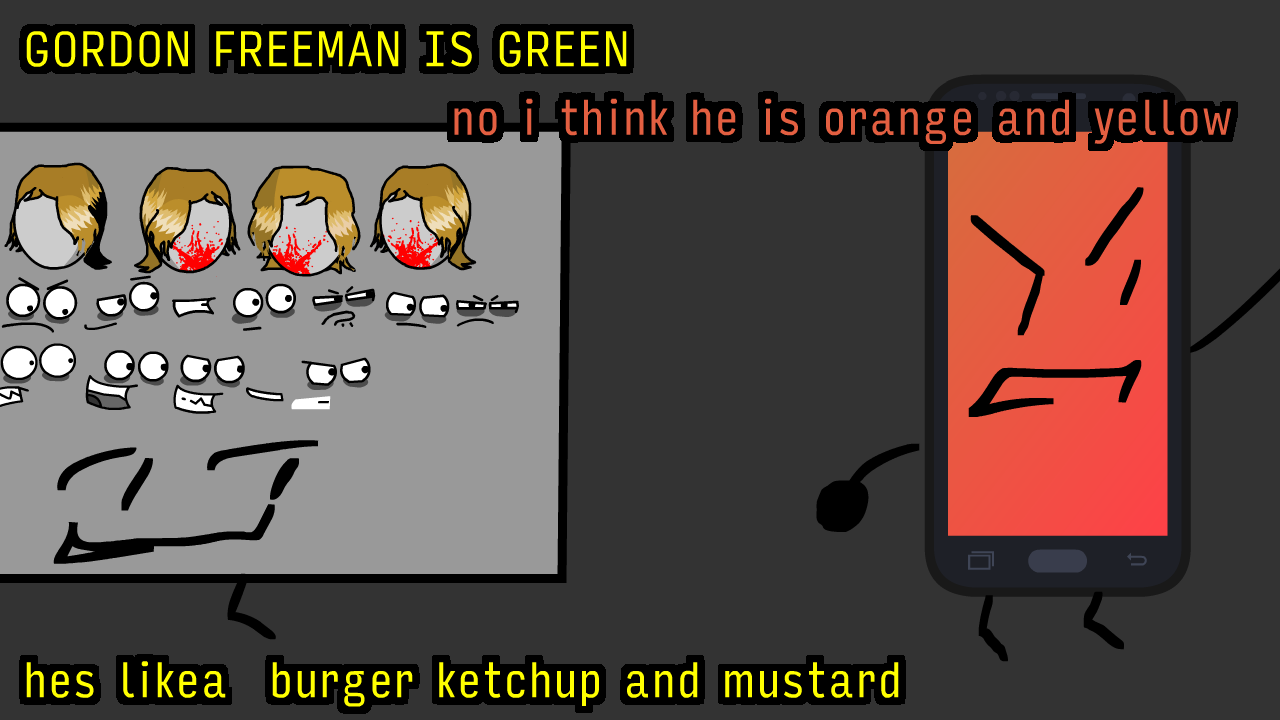 GORDON FREEMAN IS GREEN
no i think he is orange and yellow
hes likea  burger ketchup and mustard